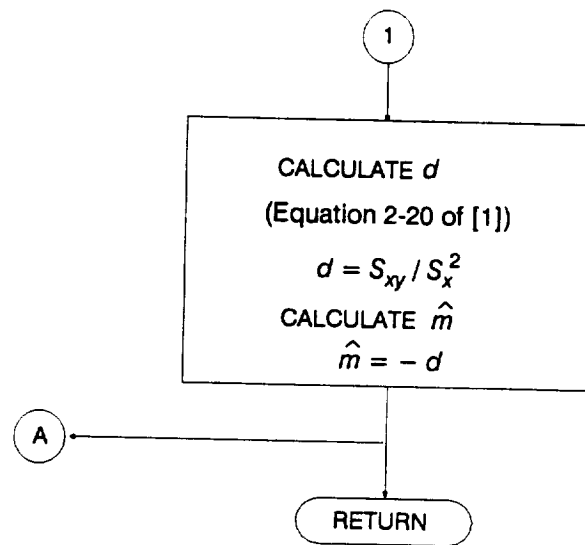 1
CALCULATE d
(Equation 2-20 of [1])
d = S_xy / S_x^2
CALCULATE m̂
m̂ = − d
A
RETURN